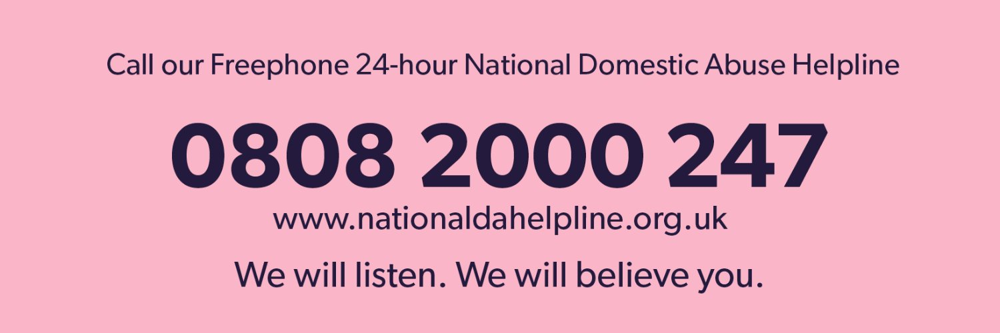 Call our Freephone 24-hour National Domestic Abuse Helpline
0808 2000 247
www.nationaldahelpline.org.uk
We will listen. We will believe you.